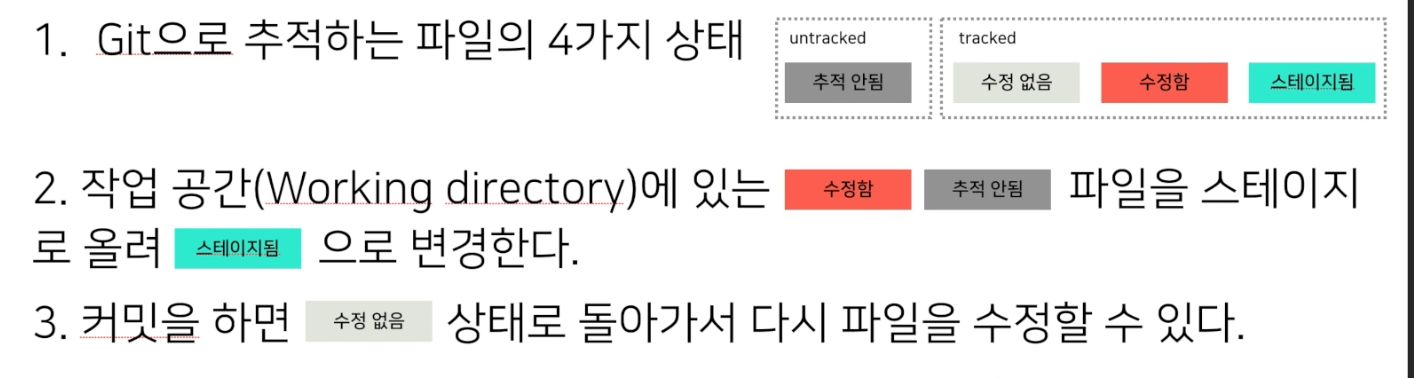 1. Git으로 추적하는 파일의 4가지 상태
untracked
추적 안됨
tracked
수정 없음 수정함 스테이지됨
2. 작업 공간(Working directory)에 있는 수정함 추적 안됨 파일을 스테이지
로 올려 스테이지됨 으로 변경한다.
3. 커밋을 하면 수정 없음 상태로 돌아가서 다시 파일을 수정할 수 있다.